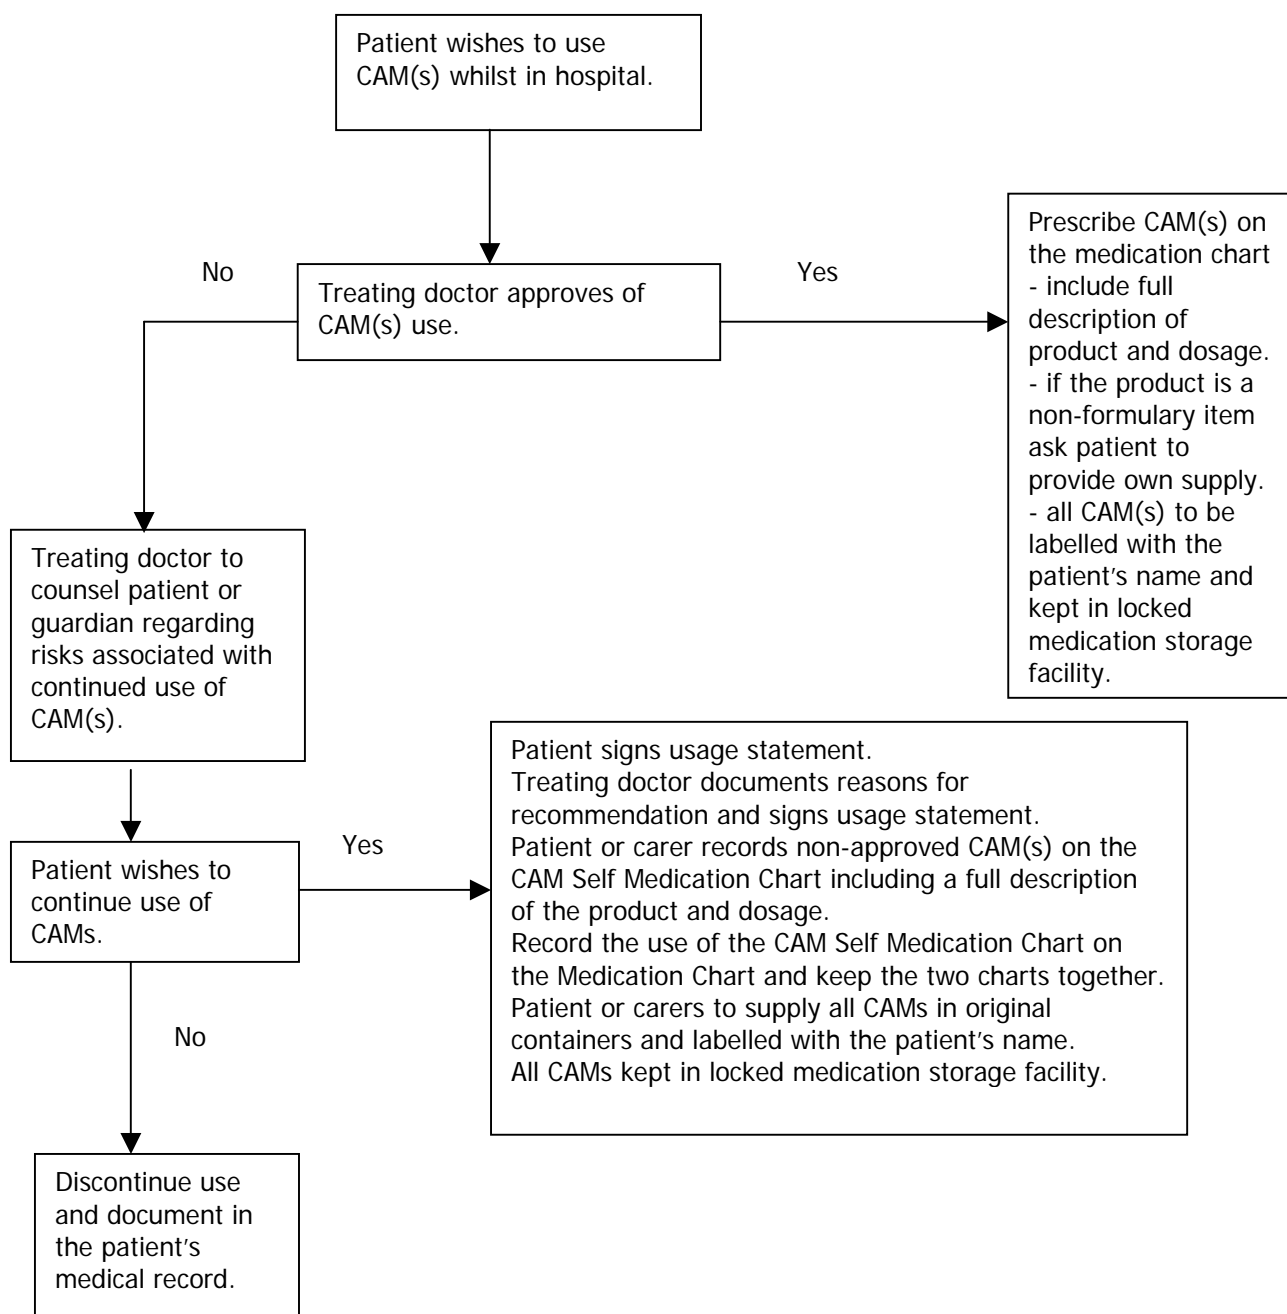 Patient wishes to use
CAM(s) whilst in hospital.
No
Treating doctor approves of
CAM(s) use.
Yes
Prescribe CAM(s) on
the medication chart
- include full
description of
product and dosage.
- if the product is a
non-formulary item
ask patient to
provide own supply.
- all CAM(s) to be
labelled with the
patient's name and
kept in locked
medication storage
facility.
Treating doctor to
counsel patient or
guardian regarding
risks associated with
continued use of
CAM(s).
Patient wishes to
continue use of
CAMs.
Yes
Patient signs usage statement.
Treating doctor documents reasons for
recommendation and signs usage statement.
Patient or carer records non-approved CAM(s) on the
CAM Self Medication Chart including a full description
of the product and dosage.
Record the use of the CAM Self Medication Chart on
the Medication Chart and keep the two charts together.
Patient or carers to supply all CAMs in original
containers and labelled with the patient's name.
All CAMs kept in locked medication storage facility.
No
Discontinue use
and document in
the patient's
medical record.